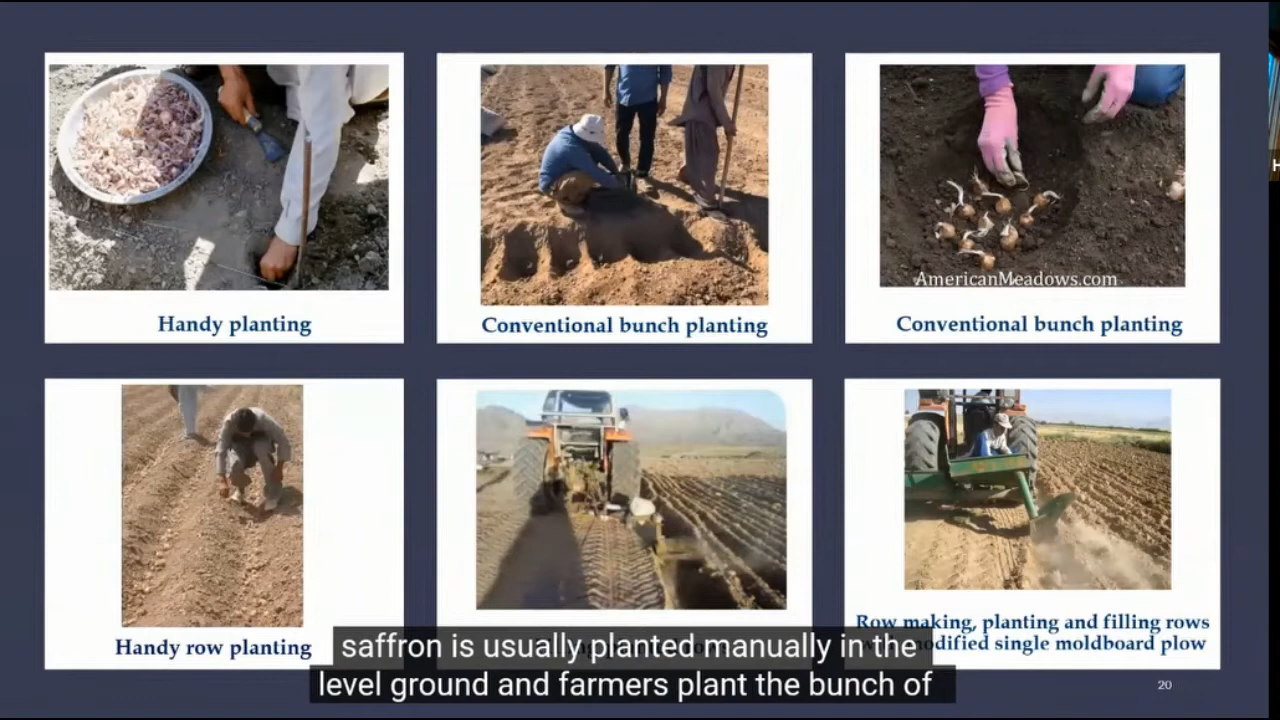 AmericanMeadows.com
Handy planting
Conventional bunch planting
Conventional bunch planting
H
Handy row planting
Row making, planting and filling rows
modified single moldboard plow
saffron is usually planted manually in the
level ground and farmers plant the bunch of
20